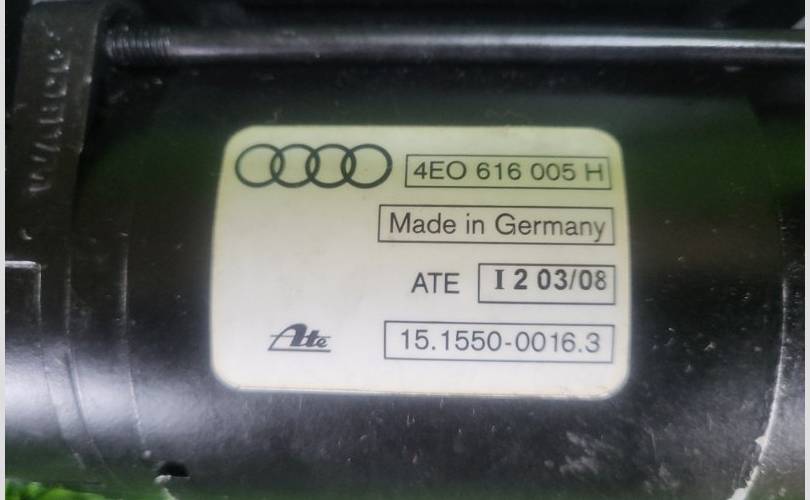 4EO 616 005 H
Made in Germany
ATE I 2 03/08
Ate 15.1550-0016.3